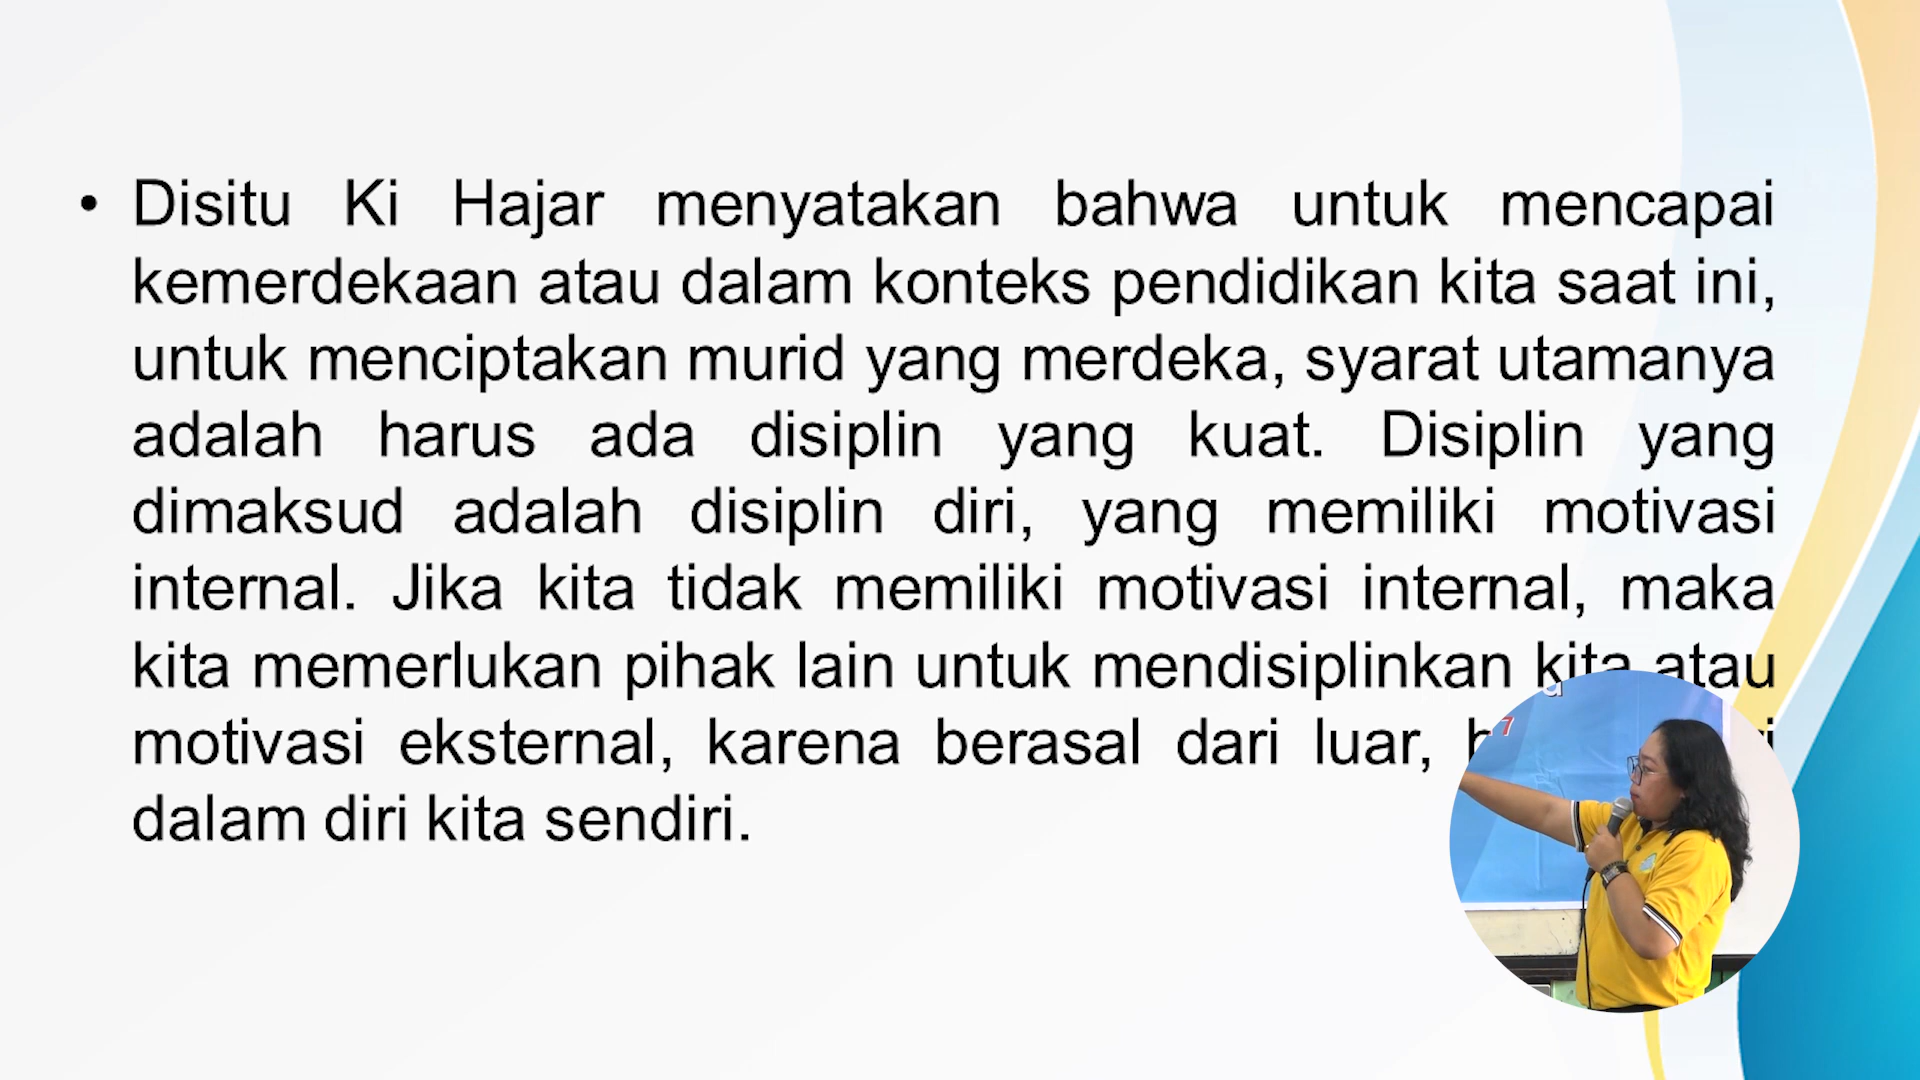 • Disitu Ki Hajar menyatakan bahwa untuk mencapai
kemerdekaan atau dalam konteks pendidikan kita saat ini,
untuk menciptakan murid yang merdeka, syarat utamanya
adalah harus ada disiplin yang kuat. Disiplin yang
dimaksud adalah disiplin diri, yang memiliki motivasi
internal. Jika kita tidak memiliki motivasi internal, maka
kita memerlukan pihak lain untuk mendisiplinkan kita atau
motivasi eksternal, karena berasal dari luar,
dalam diri kita sendiri.
7